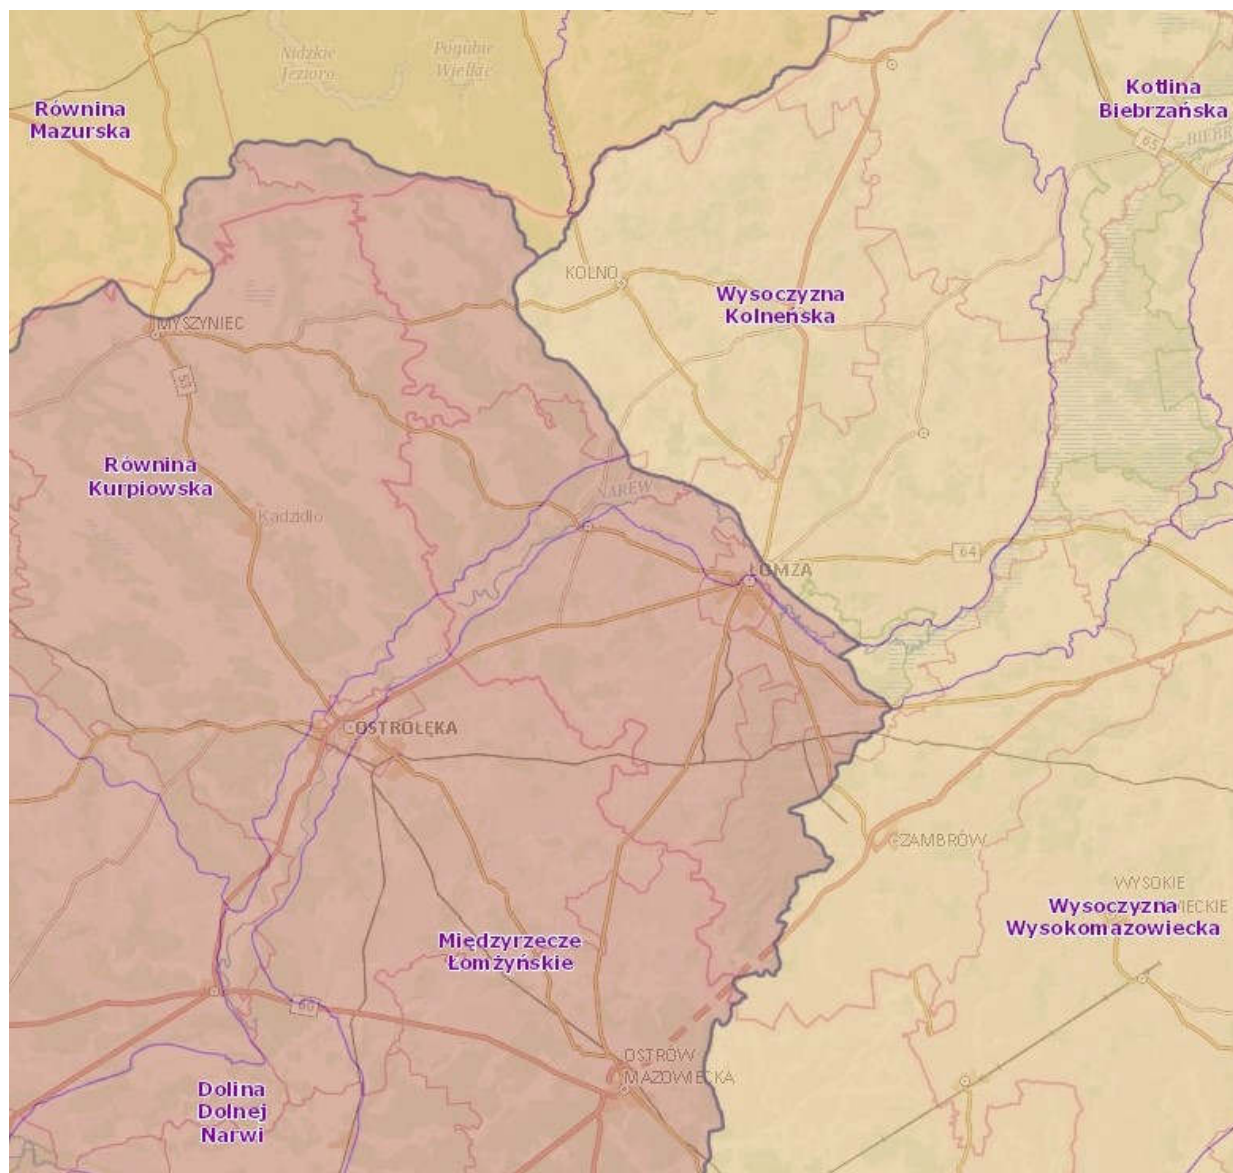 Nidzkie
Jezioro
Pogubie
Wielkie
Równina
Mazurska
Kotlina
Biebrzańska
65
BIEBR
KOLNO
Wysoczyzna
Kolneńska
MYSZYNIEC
53
Równina
Kurpiowska
NAREW
Kadzidło
64
ŁOMŻA
OSTROŁĘKA
ZAMBRÓW
WYSOKIE
Wysoczyzna
IECKIE
Wysokomazowiecka
Międzyrzecze
Łomżyńskie
60
OSTRÓW
MAZOWIECKA
Dolina
Dolnej
Narwi